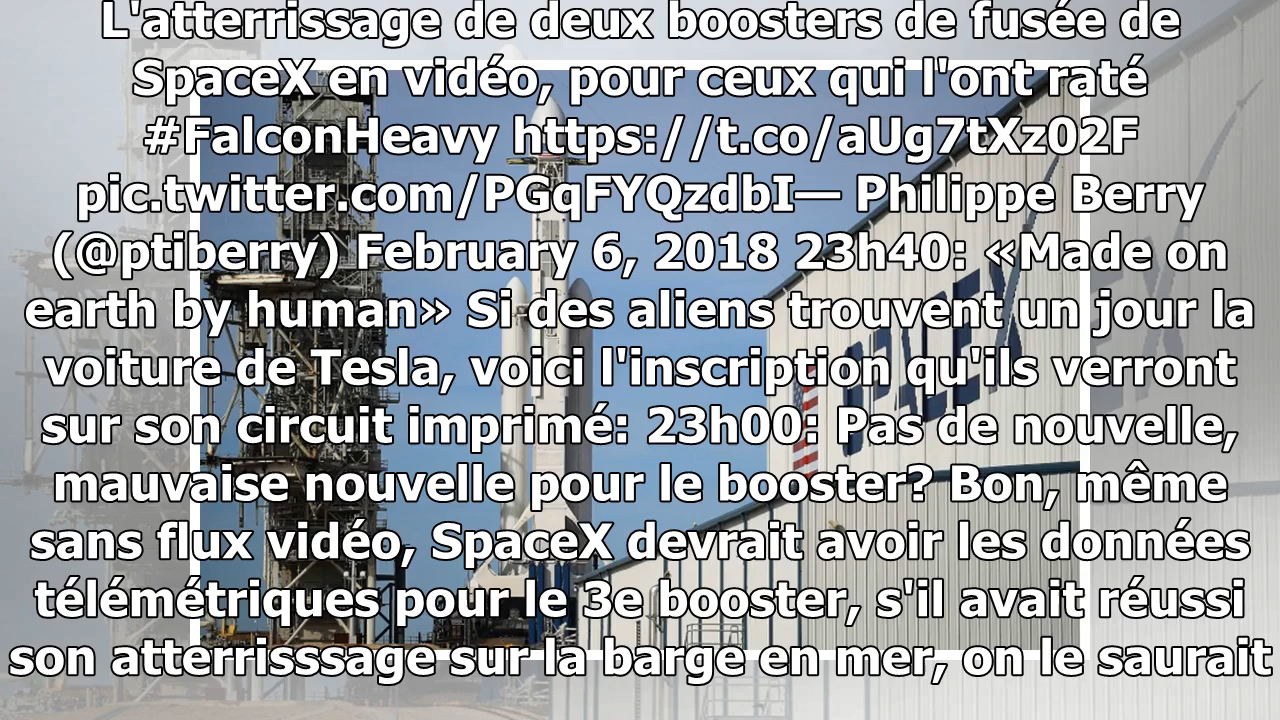 L'atterrissage de deux boosters de fusée de
SpaceX en vidéo, pour ceux qui l'ont raté
#FalconHeavy https://t.co/aUg7tXz02F
pic.twitter.com/PGqFYQzdbI— Philippe Berry
(@ptiberry) February 6, 2018 23h40: «Made on
earth by human» Si des aliens trouvent un jour la
voiture de Tesla, voici l'inscription qu'ils verront
sur son circuit imprimé: 23h00: Pas de nouvelle,
mauvaise nouvelle pour le booster? Bon, même
sans flux vidéo, SpaceX devrait avoir les données
télémétriques pour le 3e booster, s'il avait réussi
son atterrisssage sur la barge en mer, on le saurait
SPACEX